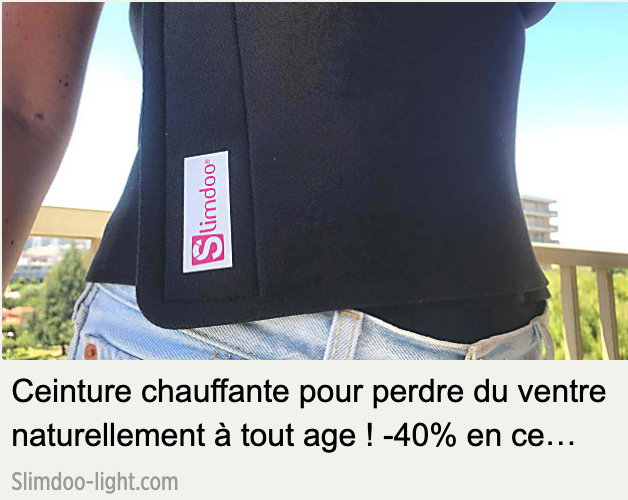 Slimdoo®
Ceinture chauffante pour perdre du ventre
naturellement à tout age ! -40% en ce…
Slimdoo-light.com